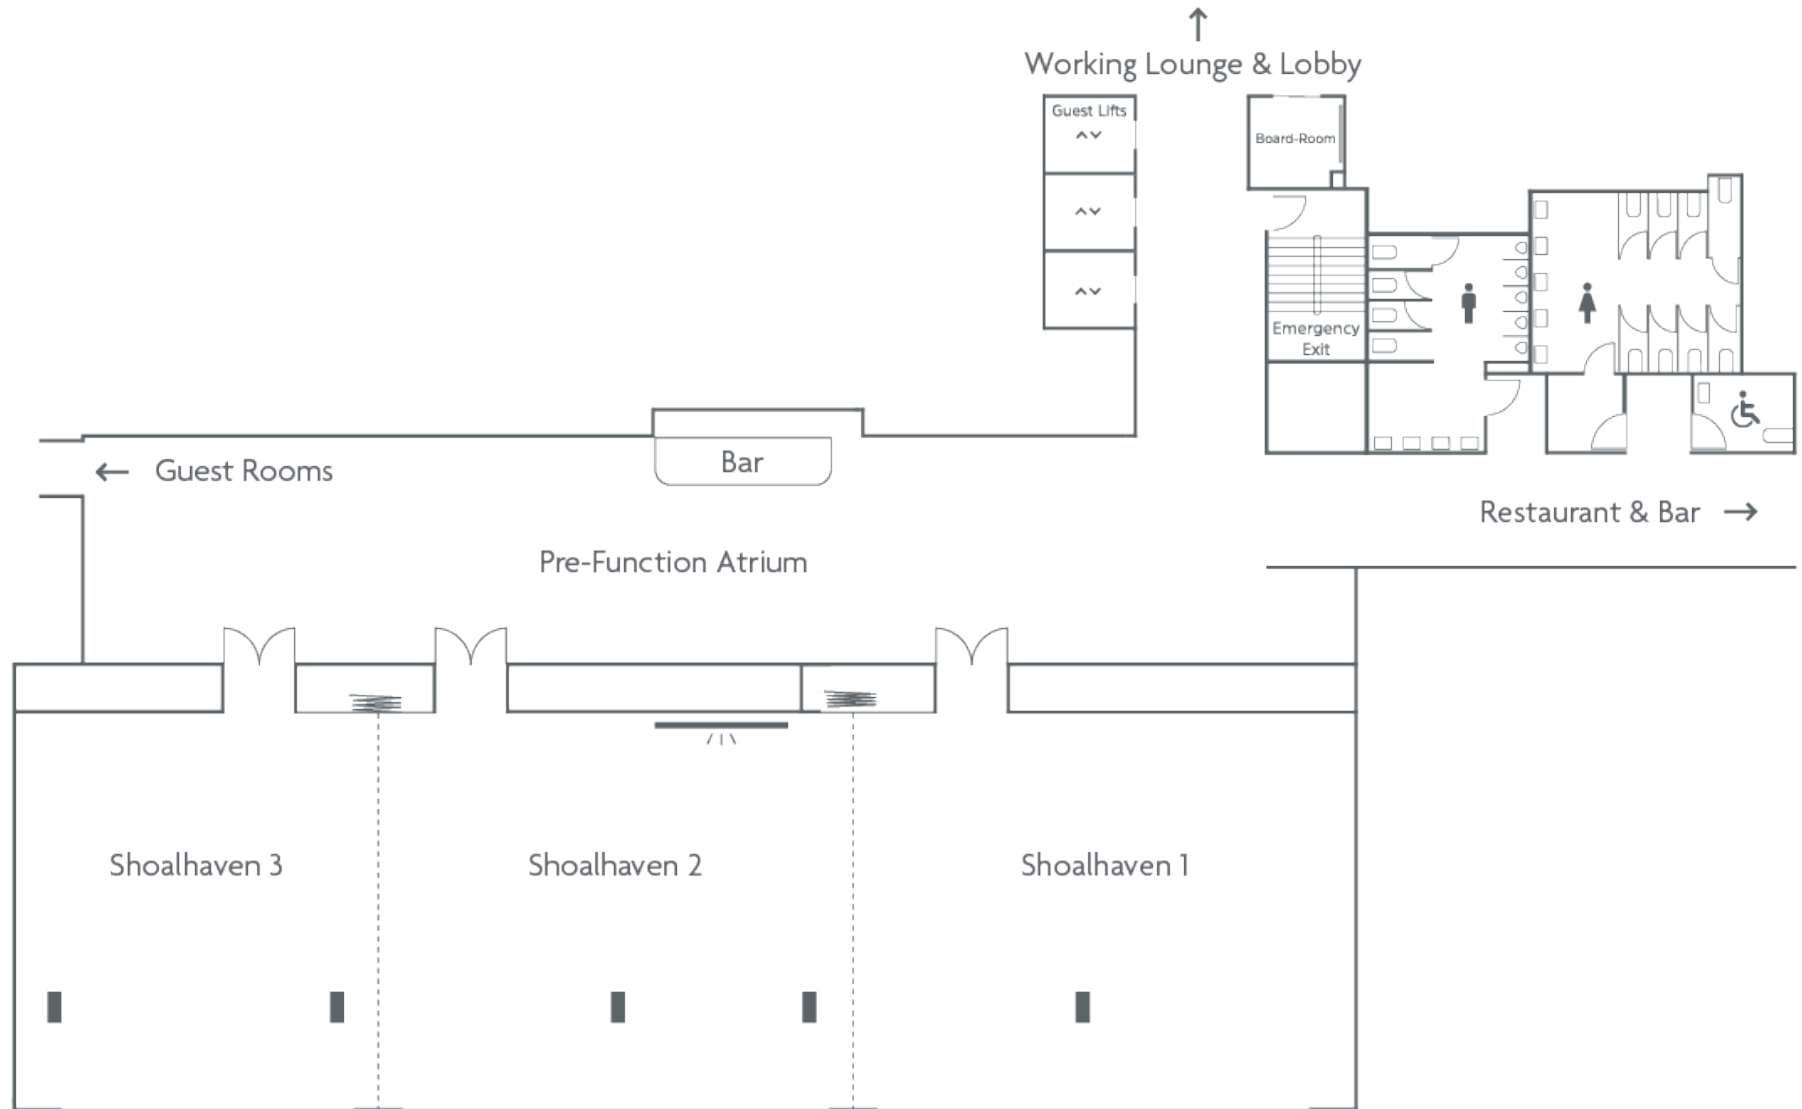 Working Lounge & Lobby
Guest Lifts
Board-Room
Emergency
Exit
Guest Rooms
Bar
Restaurant & Bar
Pre-Function Atrium
Shoalhaven 3
Shoalhaven 2
Shoalhaven 1